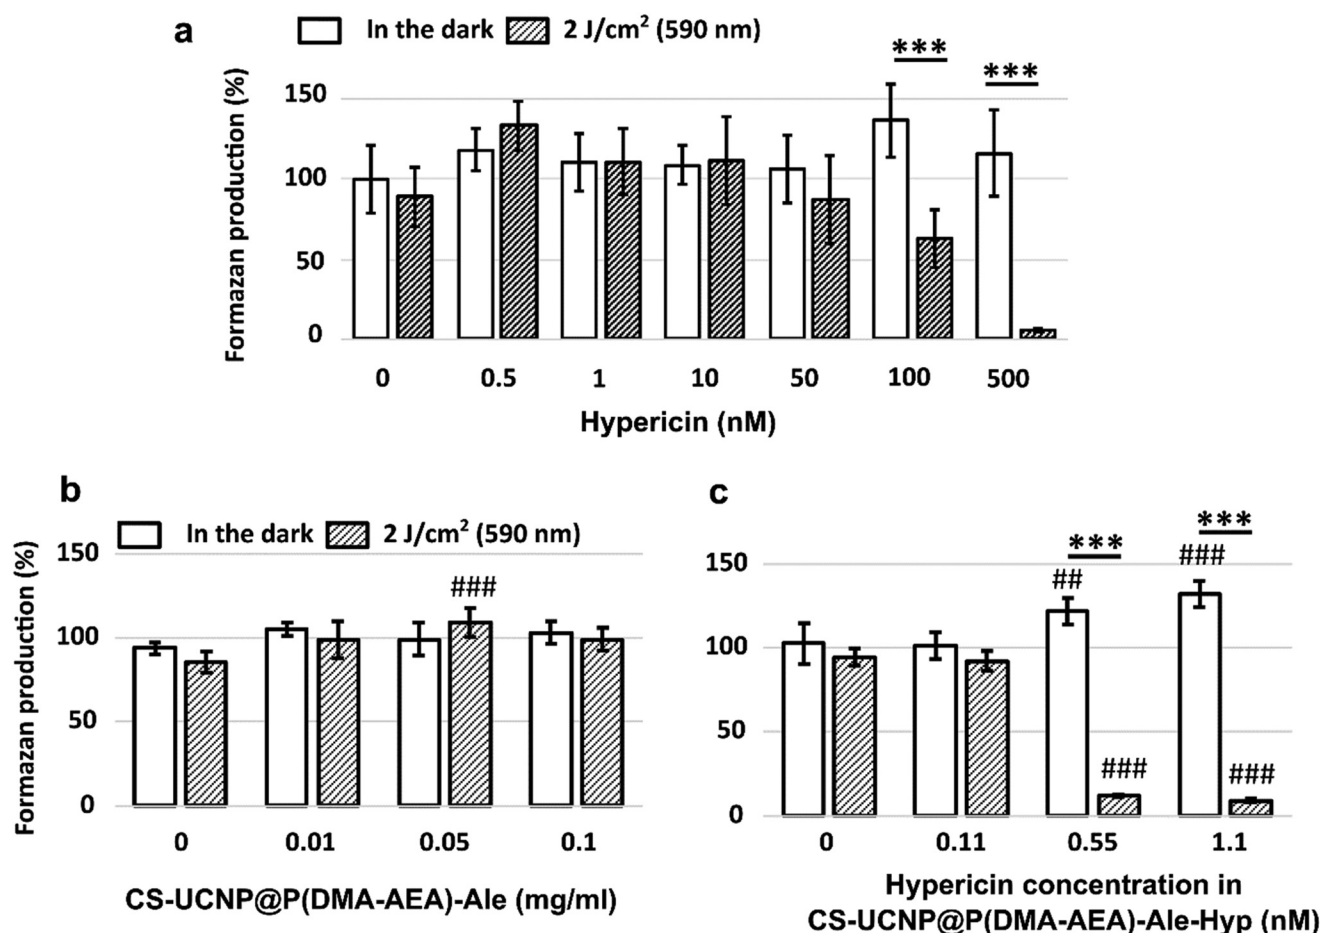 a
In the dark 2 J/cm² (590 nm)
***
***
Formazan production (%)
150
100
50
0
0 0.5 1 10 50 100 500
Hypericin (nM)
b
In the dark 2 J/cm² (590 nm)
Formazan production (%)
150
100
50
0
###
0 0.01 0.05 0.1
CS-UCNP@P(DMA-AEA)-Ale (mg/ml)
c
***
***
###
##
150
100
50
0
###
###
0 0.11 0.55 1.1
Hypericin concentration in
CS-UCNP@P(DMA-AEA)-Ale-Hyp (nM)